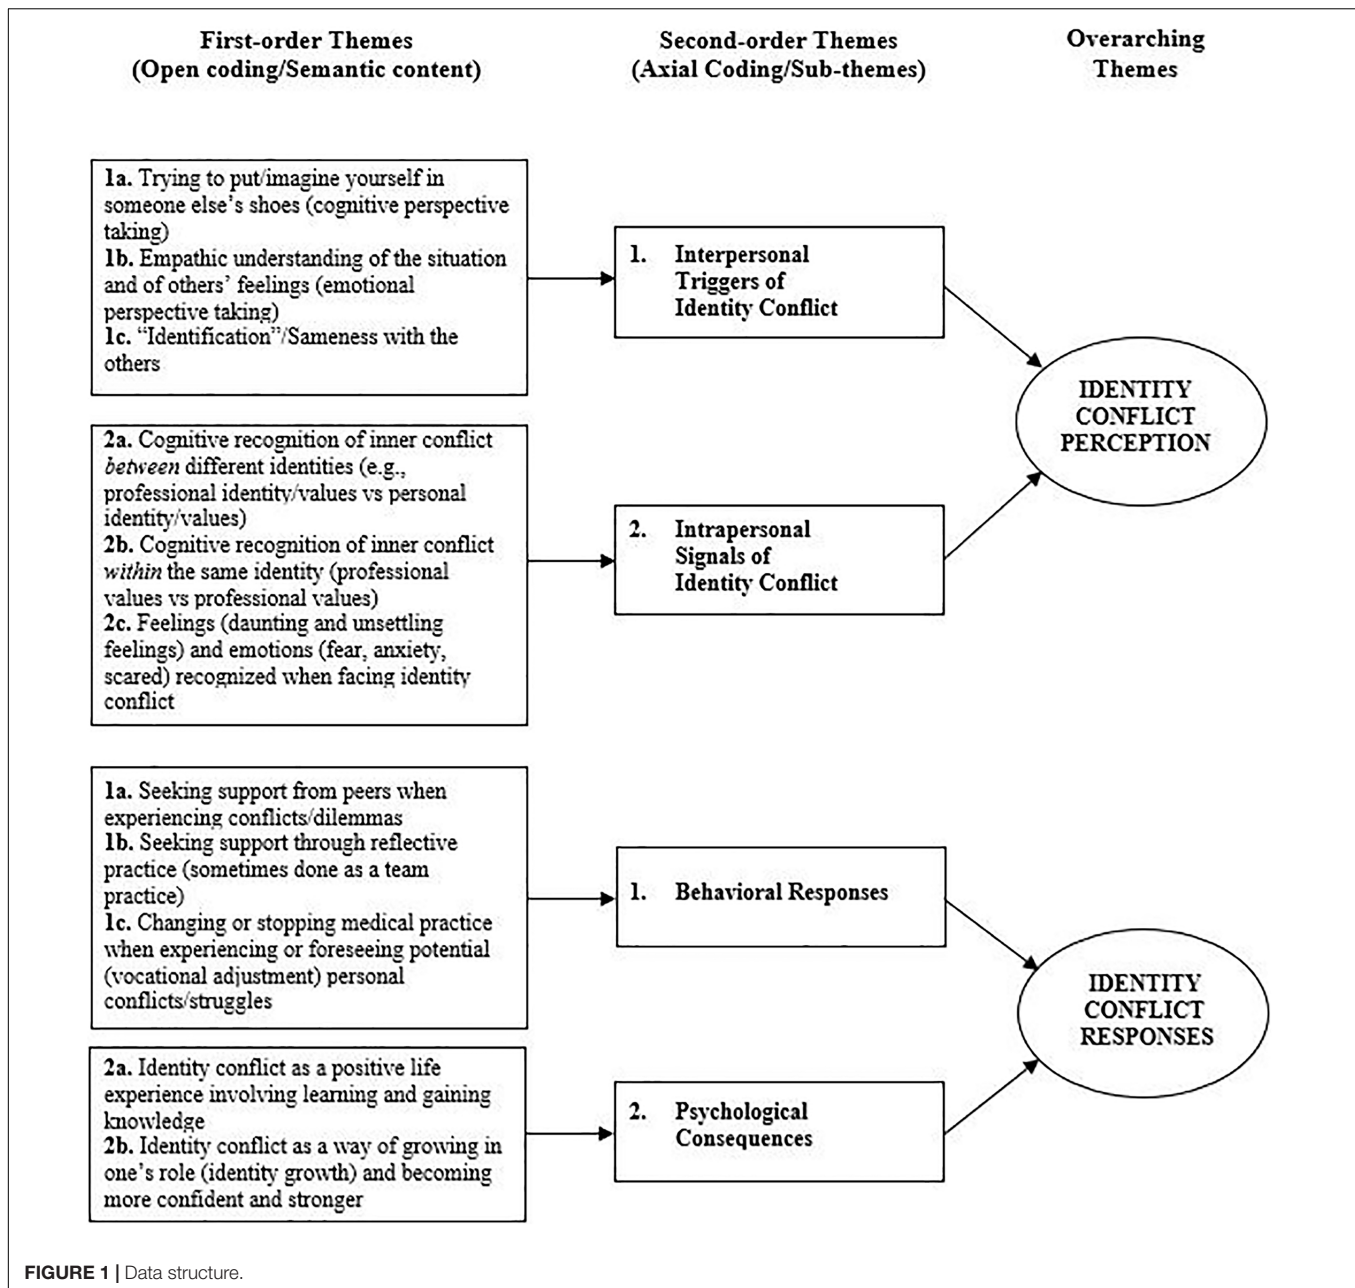 First-order Themes
(Open coding/Semantic content)
Second-order Themes
(Axial Coding/Sub-themes)
Overarching
Themes
1a. Trying to put/imagine yourself in
someone else's shoes (cognitive perspective
taking)
1b. Empathic understanding of the situation
and of others' feelings (emotional
perspective taking)
1c. "Identification"/Sameness with the
others
1. Interpersonal
Triggers of
Identity Conflict
2a. Cognitive recognition of inner conflict
between different identities (e.g.,
professional identity/values vs personal
identity/values)
2b. Cognitive recognition of inner conflict
within the same identity (professional
values vs professional values)
2c. Feelings (daunting and unsettling
feelings) and emotions (fear, anxiety,
scared) recognized when facing identity
conflict
2. Intrapersonal
Signals of
Identity Conflict
IDENTITY
CONFLICT
PERCEPTION
1a. Seeking support from peers when
experiencing conflicts/dilemmas
1b. Seeking support through reflective
practice (sometimes done as a team
practice)
1c. Changing or stopping medical practice
when experiencing or foreseeing potential
(vocational adjustment) personal
conflicts/struggles
1. Behavioral Responses
2a. Identity conflict as a positive life
experience involving learning and gaining
knowledge
2b. Identity conflict as a way of growing in
one's role (identity growth) and becoming
more confident and stronger
2. Psychological
Consequences
IDENTITY
CONFLICT
RESPONSES
FIGURE 1 | Data structure.